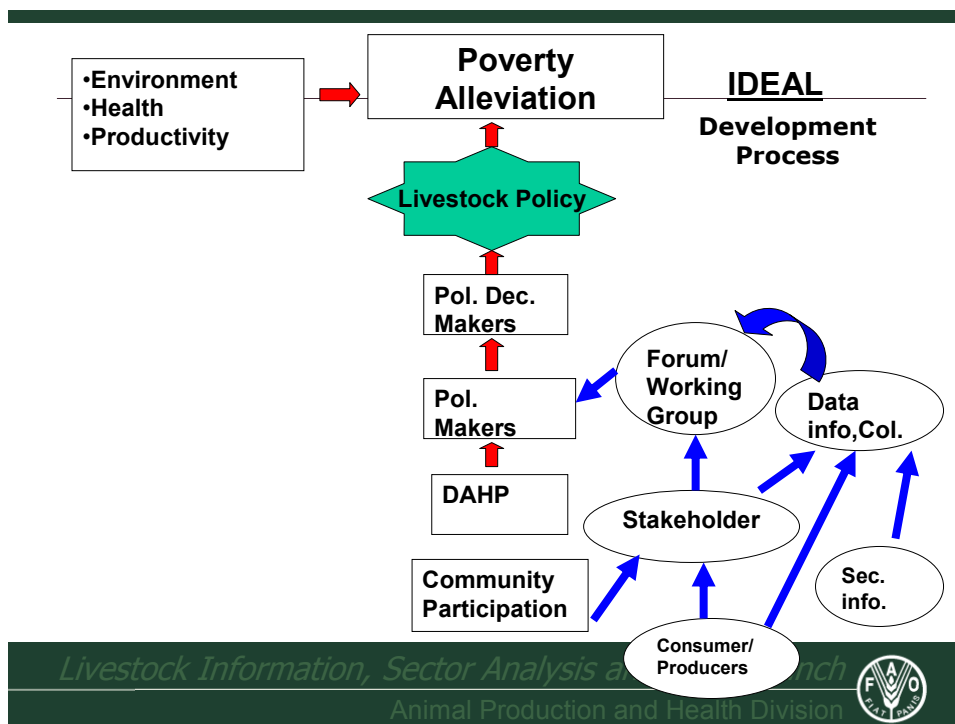 •Environment
•Health
•Productivity
Poverty
Alleviation
IDEAL
Development
Process
Livestock Policy
Pol. Dec.
Makers
Forum/
Working
Group
Pol.
Makers
Data
info,Col.
DAHP
Stakeholder
Community
Participation
Sec.
info.
Consumer/
Producers
Livestock Information, Sector Analysis a
nch
Animal Production and Health Division
F A O
FIAT PANIS